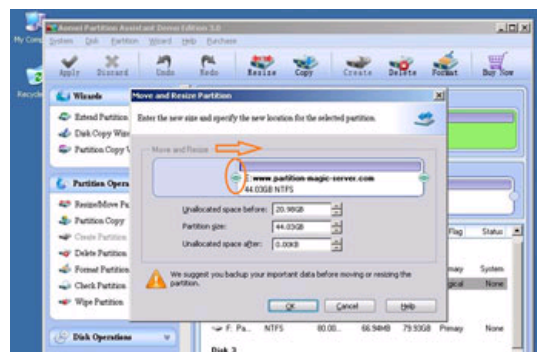 Aomei Partition Assistant Demo Edition 3.0
My Comp
System Disk Partition Wizard Help Purchase
Apply Discard Undo Redo Resize Copy Create Delete Format Buy Now
Recycle
Wizards
Extend Partition
Disk Copy Wiz
Partition Copy W
Partition Opera
Resize/Move Pa
Partition Copy
Create Partition
Delete Partition
Format Partition
Check Partition
Wipe Partition
Disk Operations
Move and Resize Partition
Enter the new size and specify the new location for the selected partition.
Move and Resize
www.partition-magic-server.com
44.03GB NTFS
Unallocated space before: 20.98GB
Partition size: 44.03GB
Unallocated space after: 0.00KB
We suggest you backup your important data before moving or resizing the
partition.
OK Cancel Help
Flag Status
System
None
F: Pa... NTFS 80.00... 66.94MB 79.93GB Primary None
Disk 3